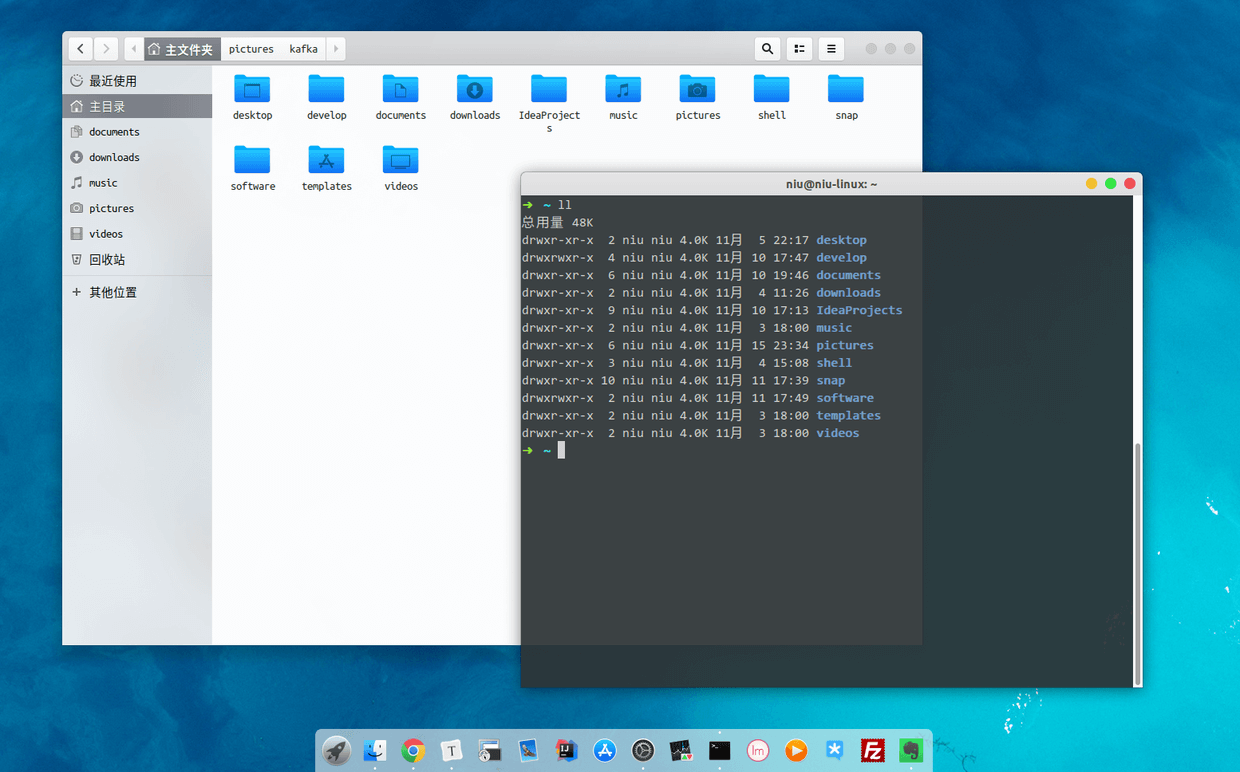 主文件夹 pictures kafka
最近使用
主目录
documents
downloads
music
pictures
videos
回收站
+ 其他位置
desktop develop documents downloads IdeaProject music pictures shell snap
s
software templates videos
niu@niu-linux: ~
➜ ~ ll
总用量 48K
drwxr-xr-x 2 niu niu 4.0K 11月 5 22:17 desktop
drwxrwxr-x 4 niu niu 4.0K 11月 10 17:47 develop
drwxr-xr-x 6 niu niu 4.0K 11月 10 19:46 documents
drwxr-xr-x 2 niu niu 4.0K 11月 4 11:26 downloads
drwxr-xr-x 9 niu niu 4.0K 11月 10 17:13 IdeaProjects
drwxr-xr-x 2 niu niu 4.0K 11月 3 18:00 music
drwxr-xr-x 6 niu niu 4.0K 11月 15 23:34 pictures
drwxr-xr-x 3 niu niu 4.0K 11月 4 15:08 shell
drwxr-xr-x 10 niu niu 4.0K 11月 11 17:39 snap
drwxrwxr-x 2 niu niu 4.0K 11月 11 17:49 software
drwxr-xr-x 2 niu niu 4.0K 11月 3 18:00 templates
drwxr-xr-x 2 niu niu 4.0K 11月 3 18:00 videos
➜ ~
T IJ >_ lm Fz